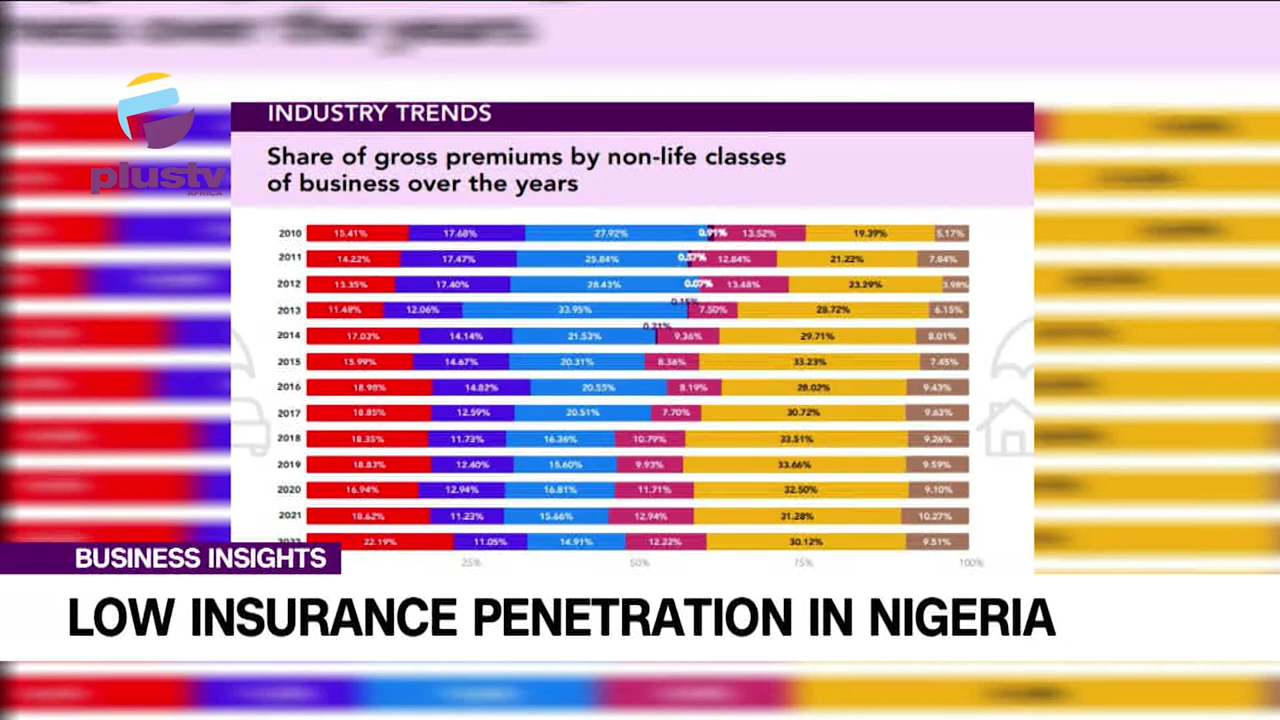 plustv
AFRICA
INDUSTRY TRENDS
Share of gross premiums by non-life classes
of business over the years
2010 15.41% 17.68% 27.92% 0.91% 13.52% 19.39% 5.17%
2011 14.22% 17.47% 25.84% 0.57% 12.84% 21.22% 7.84%
2012 13.35% 17.40% 28.43% 0.07% 13.48% 23.29% 3.98%
2013 11.48% 12.06% 33.95% 0.15% 7.50% 28.72% 6.15%
2014 17.03% 14.14% 21.53% 0.21% 9.36% 29.71% 8.01%
2015 15.99% 14.67% 20.31% 8.36% 33.23% 7.45%
2016 18.98% 14.82% 20.55% 8.19% 28.02% 9.43%
2017 18.85% 12.59% 20.51% 7.70% 30.72% 9.63%
2018 18.35% 11.73% 16.36% 10.79% 33.51% 9.26%
2019 18.83% 12.40% 15.60% 9.93% 33.66% 9.59%
2020 16.94% 12.94% 16.81% 11.71% 32.50% 9.10%
2021 18.62% 11.23% 15.66% 12.94% 31.28% 10.27%
22.19% 11.05% 14.91% 12.22% 30.12% 9.51%
25% 50% 75% 100%
BUSINESS INSIGHTS
LOW INSURANCE PENETRATION IN NIGERIA